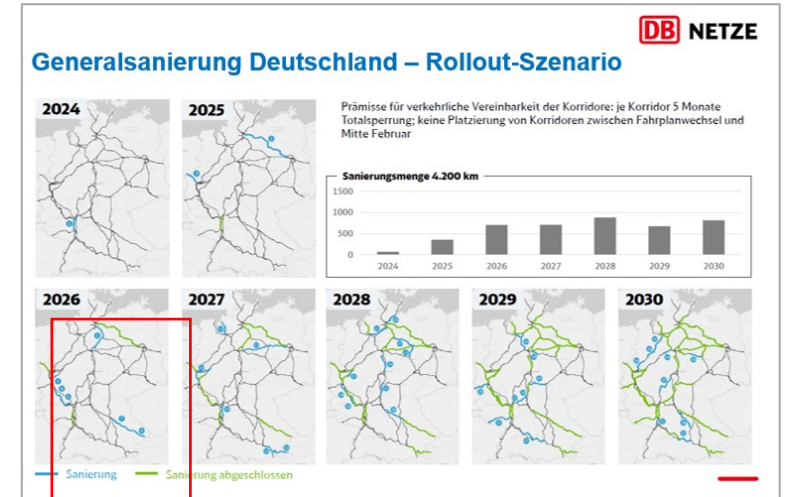 DB NETZE
Generalsanierung Deutschland – Rollout-Szenario
2024
2025
Prämisse für verkehrliche Vereinbarkeit der Korridore: je Korridor 5 Monate
Totalsperrung; keine Platzierung von Korridoren zwischen Fahrplanwechsel und
Mitte Februar
Sanierungsmenge 4.200 km
1500
1000
500
0
2024 2025 2026 2027 2028 2029 2030
2026
2027
2028
2029
2030
Sanierung
Sanierung abgeschlossen